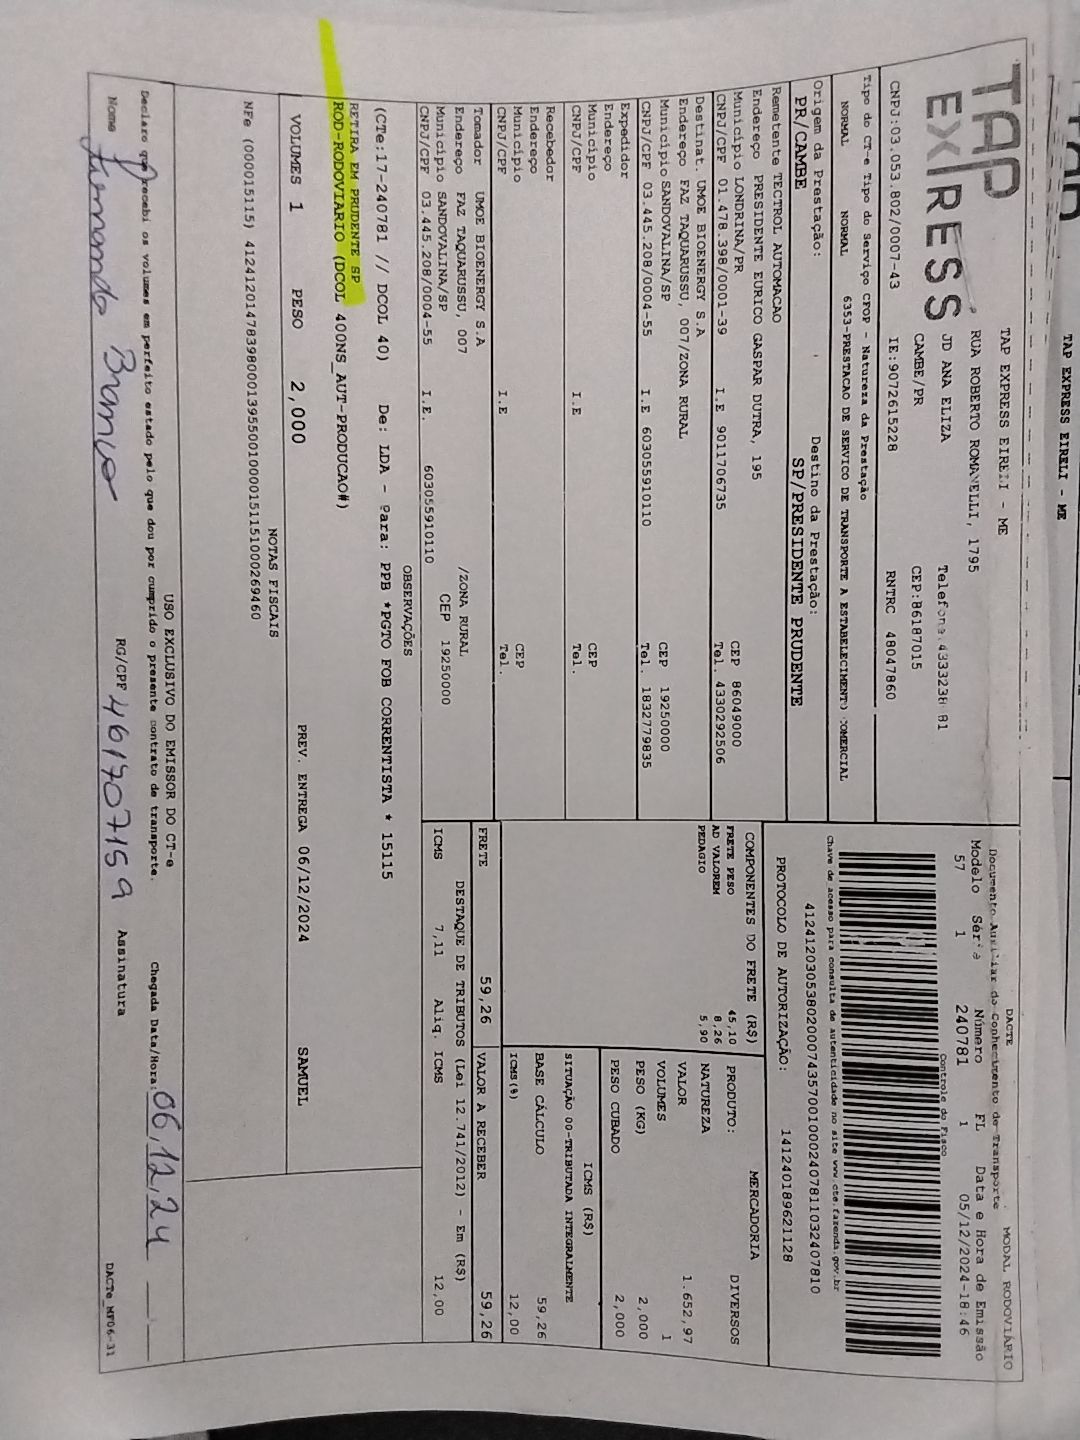 TAP EXPRESS EIRELI - ME
TAP
EXPRESS
TAP EXPRESS EIRELI - ME
RUA ROBERTO ROMANELLI, 1795
JD ANA ELIZA
CAMBE/PR CEP:86187015
CNPJ:03.053.802/0007-43 IE:9072615228 RNTRC 48047860
Tipo do CT-e Tipo do Serviço CFOP - Natureza da Prestação
NORMAL NORMAL 6353-PRESTACAO DE SERVICO DE TRANSPORTE A ESTABELECIMENTO COMERCIAL
Origem da Prestação: Destino da Prestação:
PR/CAMBE SP/PRESIDENTE PRUDENTE
DACTE MODAL RODOVIÁRIO
Documento Auxiliar do Conhecimento de Transporte
Modelo Série Número FL Data e Hora de Emissão
57 1 240781 1 05/12/2024-18:46
Controle do Fisco
Chave de acesso para consulta de autenticidade no site www.cte.fazenda.gov.br
41241203053802000743570010002407811032407810
PROTOCOLO DE AUTORIZAÇÃO: 141240189621128
Remetente TECTROL AUTOMACAO
Endereço PRESIDENTE EURICO GASPAR DUTRA, 195
Município LONDRINA/PR CEP 86049000
CNPJ/CPF 01.478.398/0001-39 I.E 9011706735 Tel. 4330292506
Destinat. UMOE BIOENERGY S.A
Endereço FAZ TAQUARUSSU, 007/ZONA RURAL
Município SANDOVALINA/SP CEP 19250000
CNPJ/CPF 03.445.208/0004-55 I.E 603055910110 Tel. 1832779835
Expedidor
Endereço
Município CEP
CNPJ/CPF I.E Tel.
Recebedor
Endereço
Município CEP
CNPJ/CPF I.E Tel.
Tomador UMOE BIOENERGY S.A
Endereço FAZ TAQUARUSSU, 007 /ZONA RURAL
Município SANDOVALINA/SP CEP 19250000
CNPJ/CPF 03.445.208/0004-55 I.E. 603055910110
COMPONENTES DO FRETE (R$)
FRETE PESO 45,10
AD VALOREM 8,26
PEDAGIO 5,90
MERCADORIA
PRODUTO: DIVERSOS
NATUREZA
VALOR 1.652,97
VOLUMES 1
PESO (KG) 2,000
PESO CUBADO 2,000
ICMS (R$)
SITUAÇÃO 00-TRIBUTADA INTEGRALMENTE
BASE CÁLCULO 59,26
ICMS(%) 12,00
FRETE 59,26 VALOR A RECEBER 59,26
DESTAQUE DE TRIBUTOS (Lei 12.741/2012) - Em (R$)
ICMS 7,11 Aliq. ICMS 12,00
OBSERVAÇÕES
(CTe:17-240781 // DCOL 40) De: LDA - Para: PPB *PGTO FOB CORRENTISTA * 15115
RETIRA EM PRUDENTE SP
ROD-RODOVIARIO (DCOL 400NS_AUT-PRODUCAO#)
VOLUMES 1 PESO 2,000 PREV. ENTREGA 06/12/2024 SAMUEL
NOTAS FISCAIS
NFe (000015115) 41241201478398000139550010000151151000269460
USO EXCLUSIVO DO EMISSOR DO CT-e
Declaro que recebi os volumes em perfeito estado pelo que dou por cumprido o presente contrato de transporte. Chegada Data/Hora: 06,12,24
Nome Fernando Branco RG/CPF 461707159 Assinatura
DACTe_MF06-31